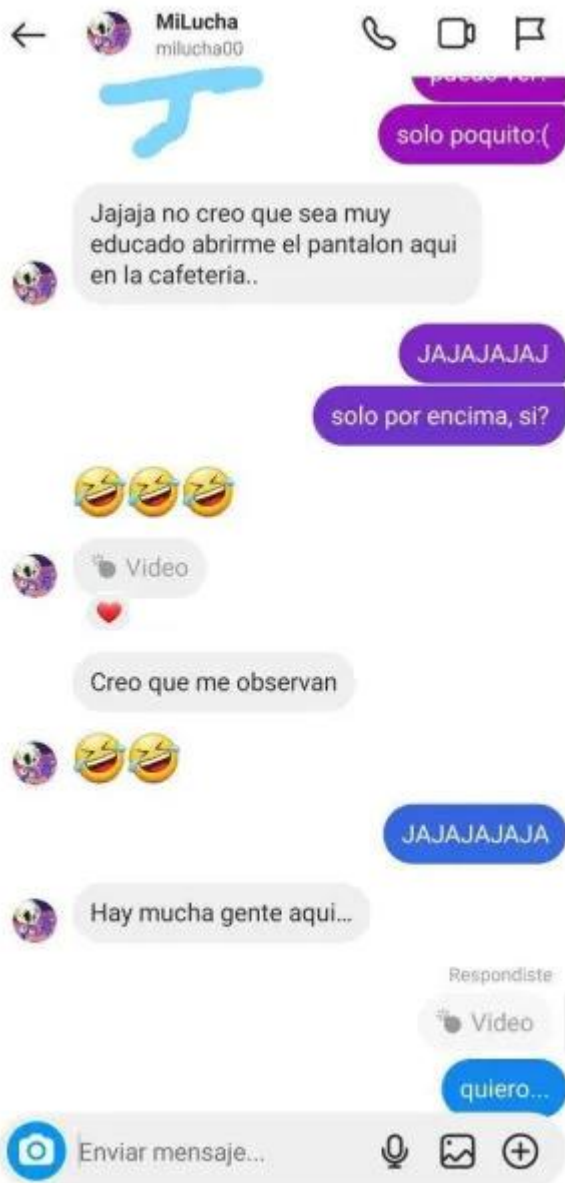 MiLucha
milucha00
solo poquito:(
Jajaja no creo que sea muy
educado abrirme el pantalon aqui
en la cafeteria..
JAJAJAJAJ
solo por encima, si?
Video
Creo que me observan
JAJAJAJAJA
Hay mucha gente aqui...
Respondiste
Video
quiero...
Enviar mensaje...